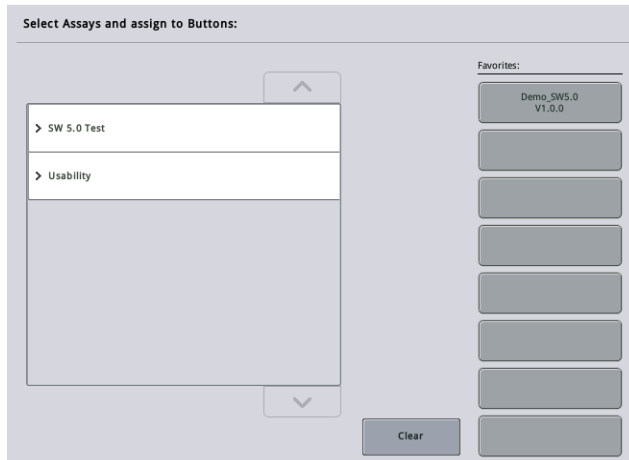 Select Assays and assign to Buttons:
Favorites:
Demo_SW5.0
V1.0.0
SW 5.0 Test
Usability
Clear